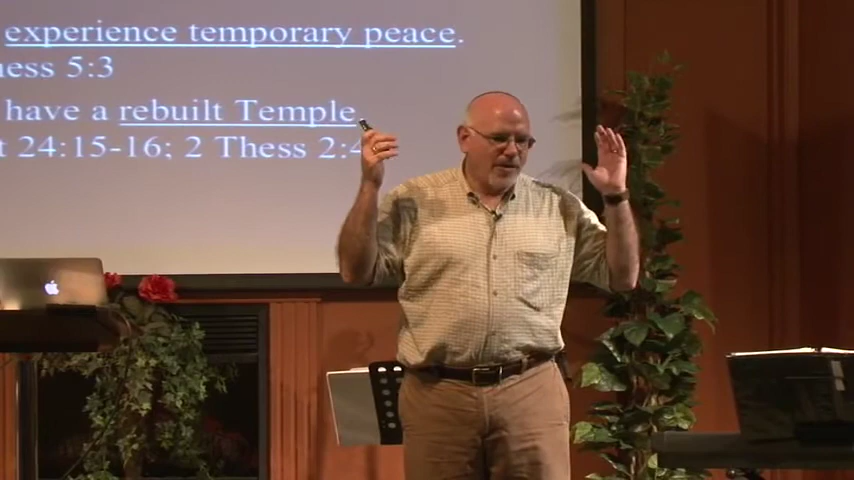 experience temporary peace.
ess 5:3
have a rebuilt Temple
24:15-16; 2 Thess 2:4